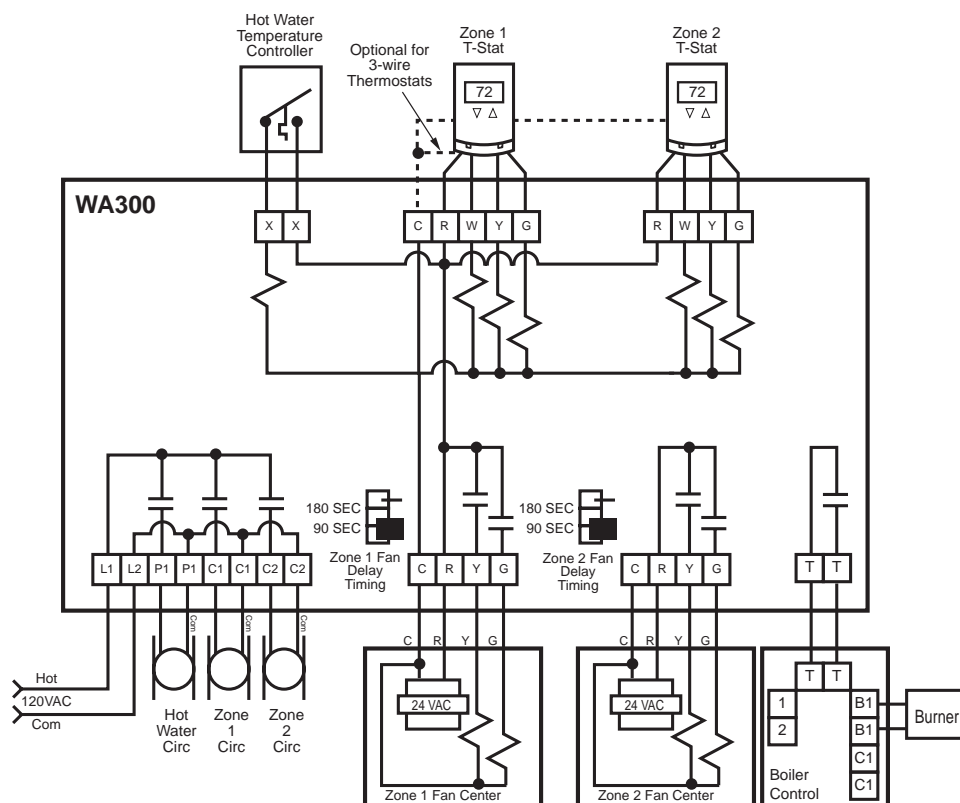 Hot Water
Temperature
Controller
Optional for
3-wire
Thermostats
Zone 1
T-Stat
Zone 2
T-Stat
72
72
WA300
X X
C R W Y G
R W Y G
180 SEC
90 SEC
Zone 1 Fan
Delay
Timing
180 SEC
90 SEC
Zone 2 Fan
Delay
Timing
L1 L2 P1 P1 C1 C1 C2 C2
C R Y G
C R Y G
T T
Com
Com
Com
C R Y G
C R Y G
Hot
120VAC
Com
Hot
Water
Circ
Zone
1
Circ
Zone
2
Circ
24 VAC
Zone 1 Fan Center
24 VAC
Zone 2 Fan Center
T T
1
2
B1
B1
C1
C1
Boiler
Control
Burner